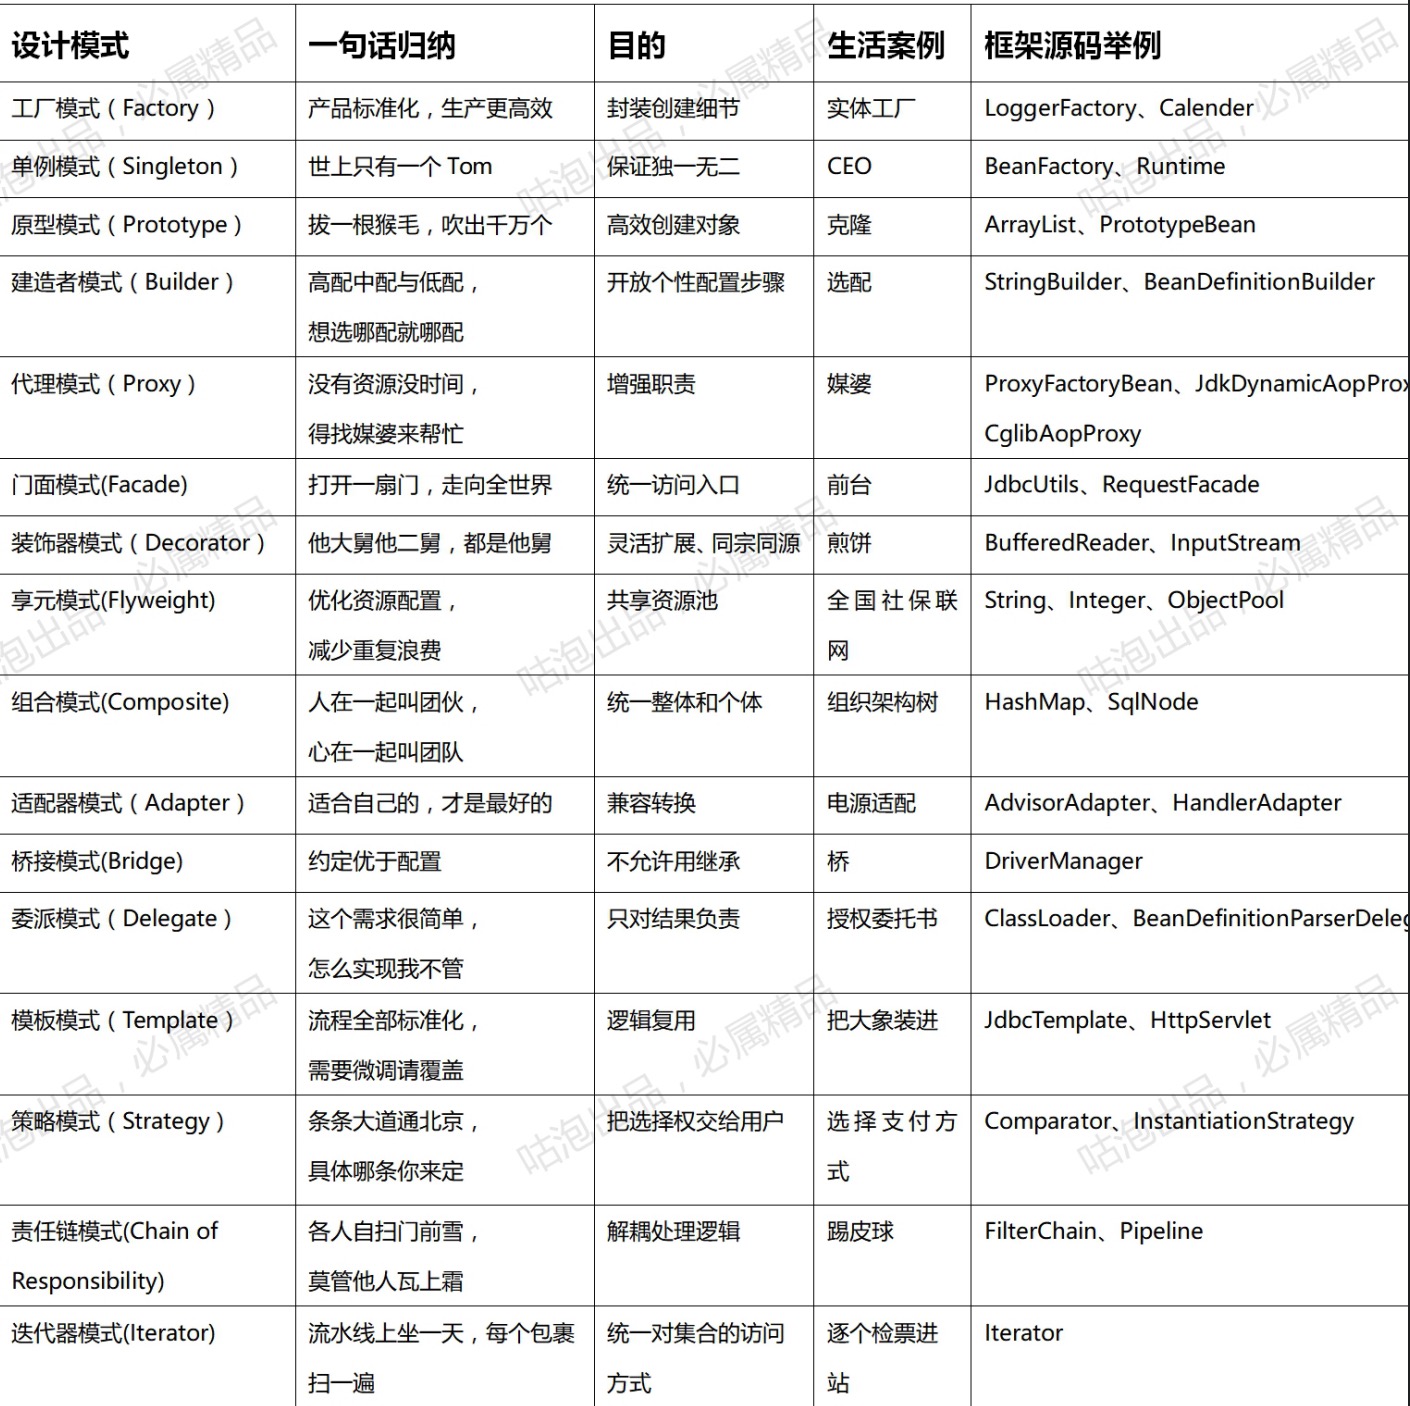 设计模式 一句话归纳 目的 生活案例 框架源码举例
工厂模式（Factory） 产品标准化，生产更高效 封装创建细节 实体工厂 LoggerFactory、Calender
单例模式（Singleton） 世上只有一个 Tom 保证独一无二 CEO BeanFactory、Runtime
原型模式（Prototype） 拔一根猴毛，吹出千万个 高效创建对象 克隆 ArrayList、PrototypeBean
建造者模式（Builder） 高配中配与低配， 开放个性配置步骤 选配 StringBuilder、BeanDefinitionBuilder
想选哪配就哪配
代理模式（Proxy） 没有资源没时间， 增强职责 媒婆 ProxyFactoryBean、JdkDynamicAopProx
得找媒婆来帮忙 CglibAopProxy
门面模式(Facade) 打开一扇门，走向全世界 统一访问入口 前台 JdbcUtils、RequestFacade
装饰器模式（Decorator） 他大舅他二舅，都是他舅 灵活扩展、同宗同源 煎饼 BufferedReader、InputStream
享元模式(Flyweight) 优化资源配置， 共享资源池 全国社保联 String、Integer、ObjectPool
减少重复浪费 网
组合模式(Composite) 人在一起叫团伙， 统一整体和个体 组织架构树 HashMap、SqlNode
心在一起叫团队
适配器模式（Adapter） 适合自己的，才是最好的 兼容转换 电源适配 AdvisorAdapter、HandlerAdapter
桥接模式(Bridge) 约定优于配置 不允许用继承 桥 DriverManager
委派模式（Delegate） 这个需求很简单， 只对结果负责 授权委托书 ClassLoader、BeanDefinitionParserDeleg
怎么实现我不管
模板模式（Template） 流程全部标准化， 逻辑复用 把大象装进 JdbcTemplate、HttpServlet
需要微调请覆盖
策略模式（Strategy） 条条大道通北京， 把选择权交给用户 选择支付方 Comparator、InstantiationStrategy
具体哪条你来定 式
责任链模式(Chain of 各人自扫门前雪， 解耦处理逻辑 踢皮球 FilterChain、Pipeline
Responsibility) 莫管他人瓦上霜
迭代器模式(Iterator) 流水线上坐一天，每个包裹 统一对集合的访问 逐个检票进 Iterator
扫一遍 方式 站
咕泡出品，必属精品